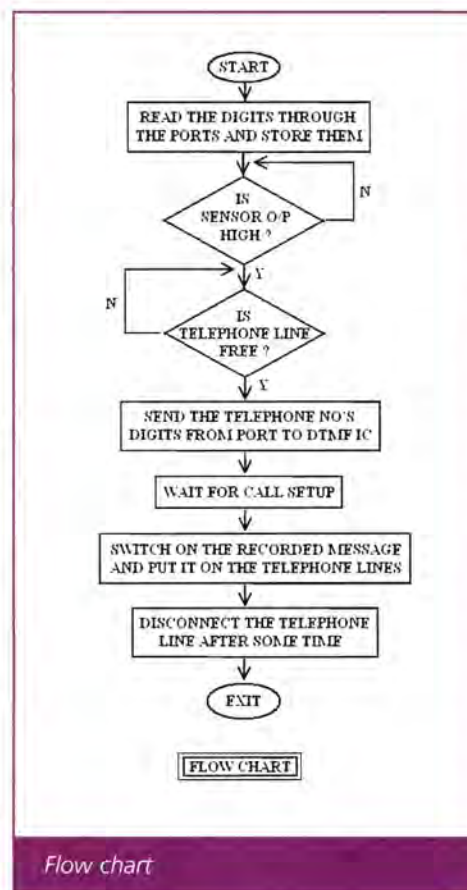 START
READ THE DIGITS THROUGH
THE PORTS AND STORE THEM
N
IS
SENSOR O/P
HIGH ?
Y
N
IS
TELEPHONE LINE
FREE ?
Y
SEND THE TELEPHONE NO'S
DIGITS FROM PORT TO DTMF IC
WAIT FOR CALL SETUP
SWITCH ON THE RECORDED MESSAGE
AND PUT IT ON THE TELEPHONE LINES
DISCONNECT THE TELEPHONE
LINE AFTER SOME TIME
EXIT
FLOW CHART
Flow chart